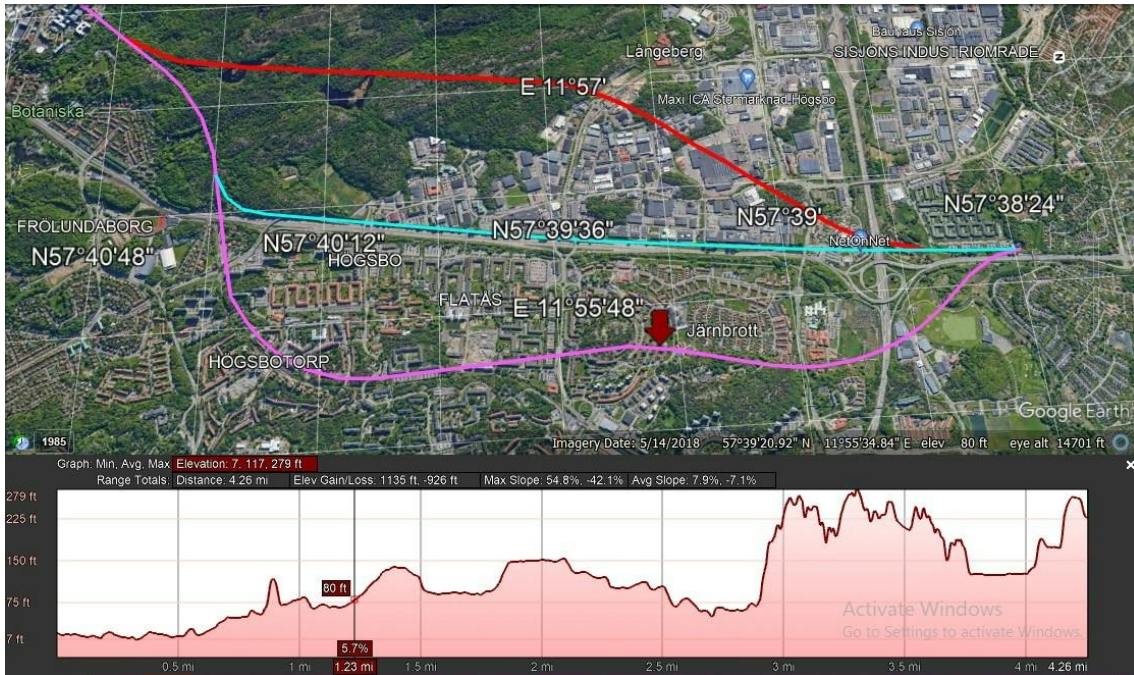 Bauhaus Sisjön
Långeberg
SISJÖNS INDUSTRIOMRÅDE
N
E 11°57'
Maxi ICA Stormarknad Högsbo
Botaniska
N57°38'24"
N57°39'
FRÖLUNDABORG
N57°39'36"
NetOnNet
N57°40'12"
N57°40'48"
HÖGSBO
FLATÅS
E 11°55'48"
Järnbrott
HÖGSBOTORP
Google Earth
1985
Imagery Date: 5/14/2018 57°39'20.92" N 11°55'34.84" E elev 80 ft eye alt 14701 ft
Graph: Min, Avg, Max Elevation: 7, 117, 279 ft
Range Totals: Distance: 4.26 mi Elev Gain/Loss: 1135 ft, -926 ft Max Slope: 54.8%, -42.1% Avg Slope: 7.9%, -7.1%
279 ft
225 ft
150 ft
80 ft
75 ft
Activate Windows
Go to Settings to activate Windows.
7 ft
5.7%
0.5 mi 1 mi 1.23 mi 1.5 mi 2 mi 2.5 mi 3 mi 3.5 mi 4 mi 4.26 mi